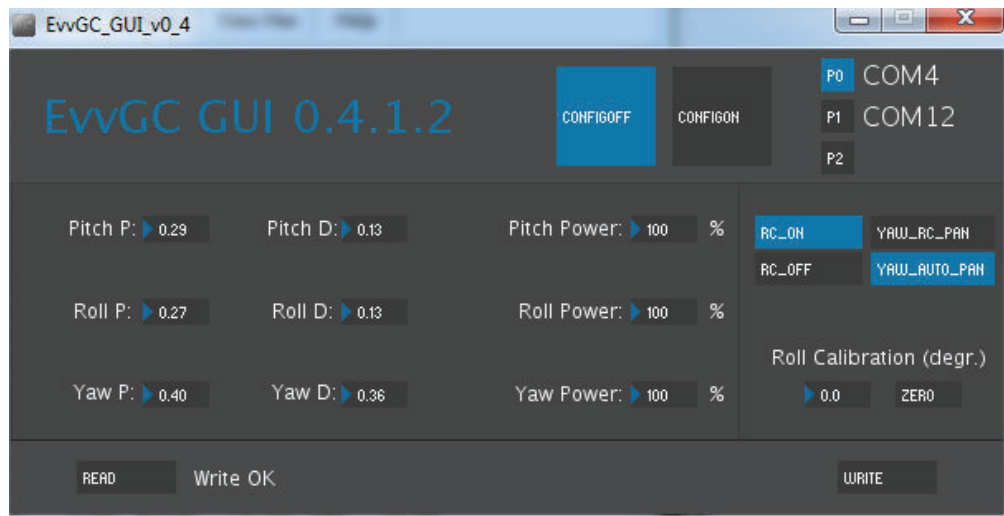 EvvGC_GUI_v0_4
EvvGC GUI 0.4.1.2
CONFIGOFF
CONFIGON
P0 COM4
P1 COM12
P2
Pitch P: 0.29 Pitch D: 0.13 Pitch Power: 100 %
RC_ON YAW_RC_PAN
RC_OFF YAW_AUTO_PAN
Roll P: 0.27 Roll D: 0.13 Roll Power: 100 %
Roll Calibration (degr.)
Yaw P: 0.40 Yaw D: 0.36 Yaw Power: 100 %
0.0 ZERO
READ Write OK WRITE